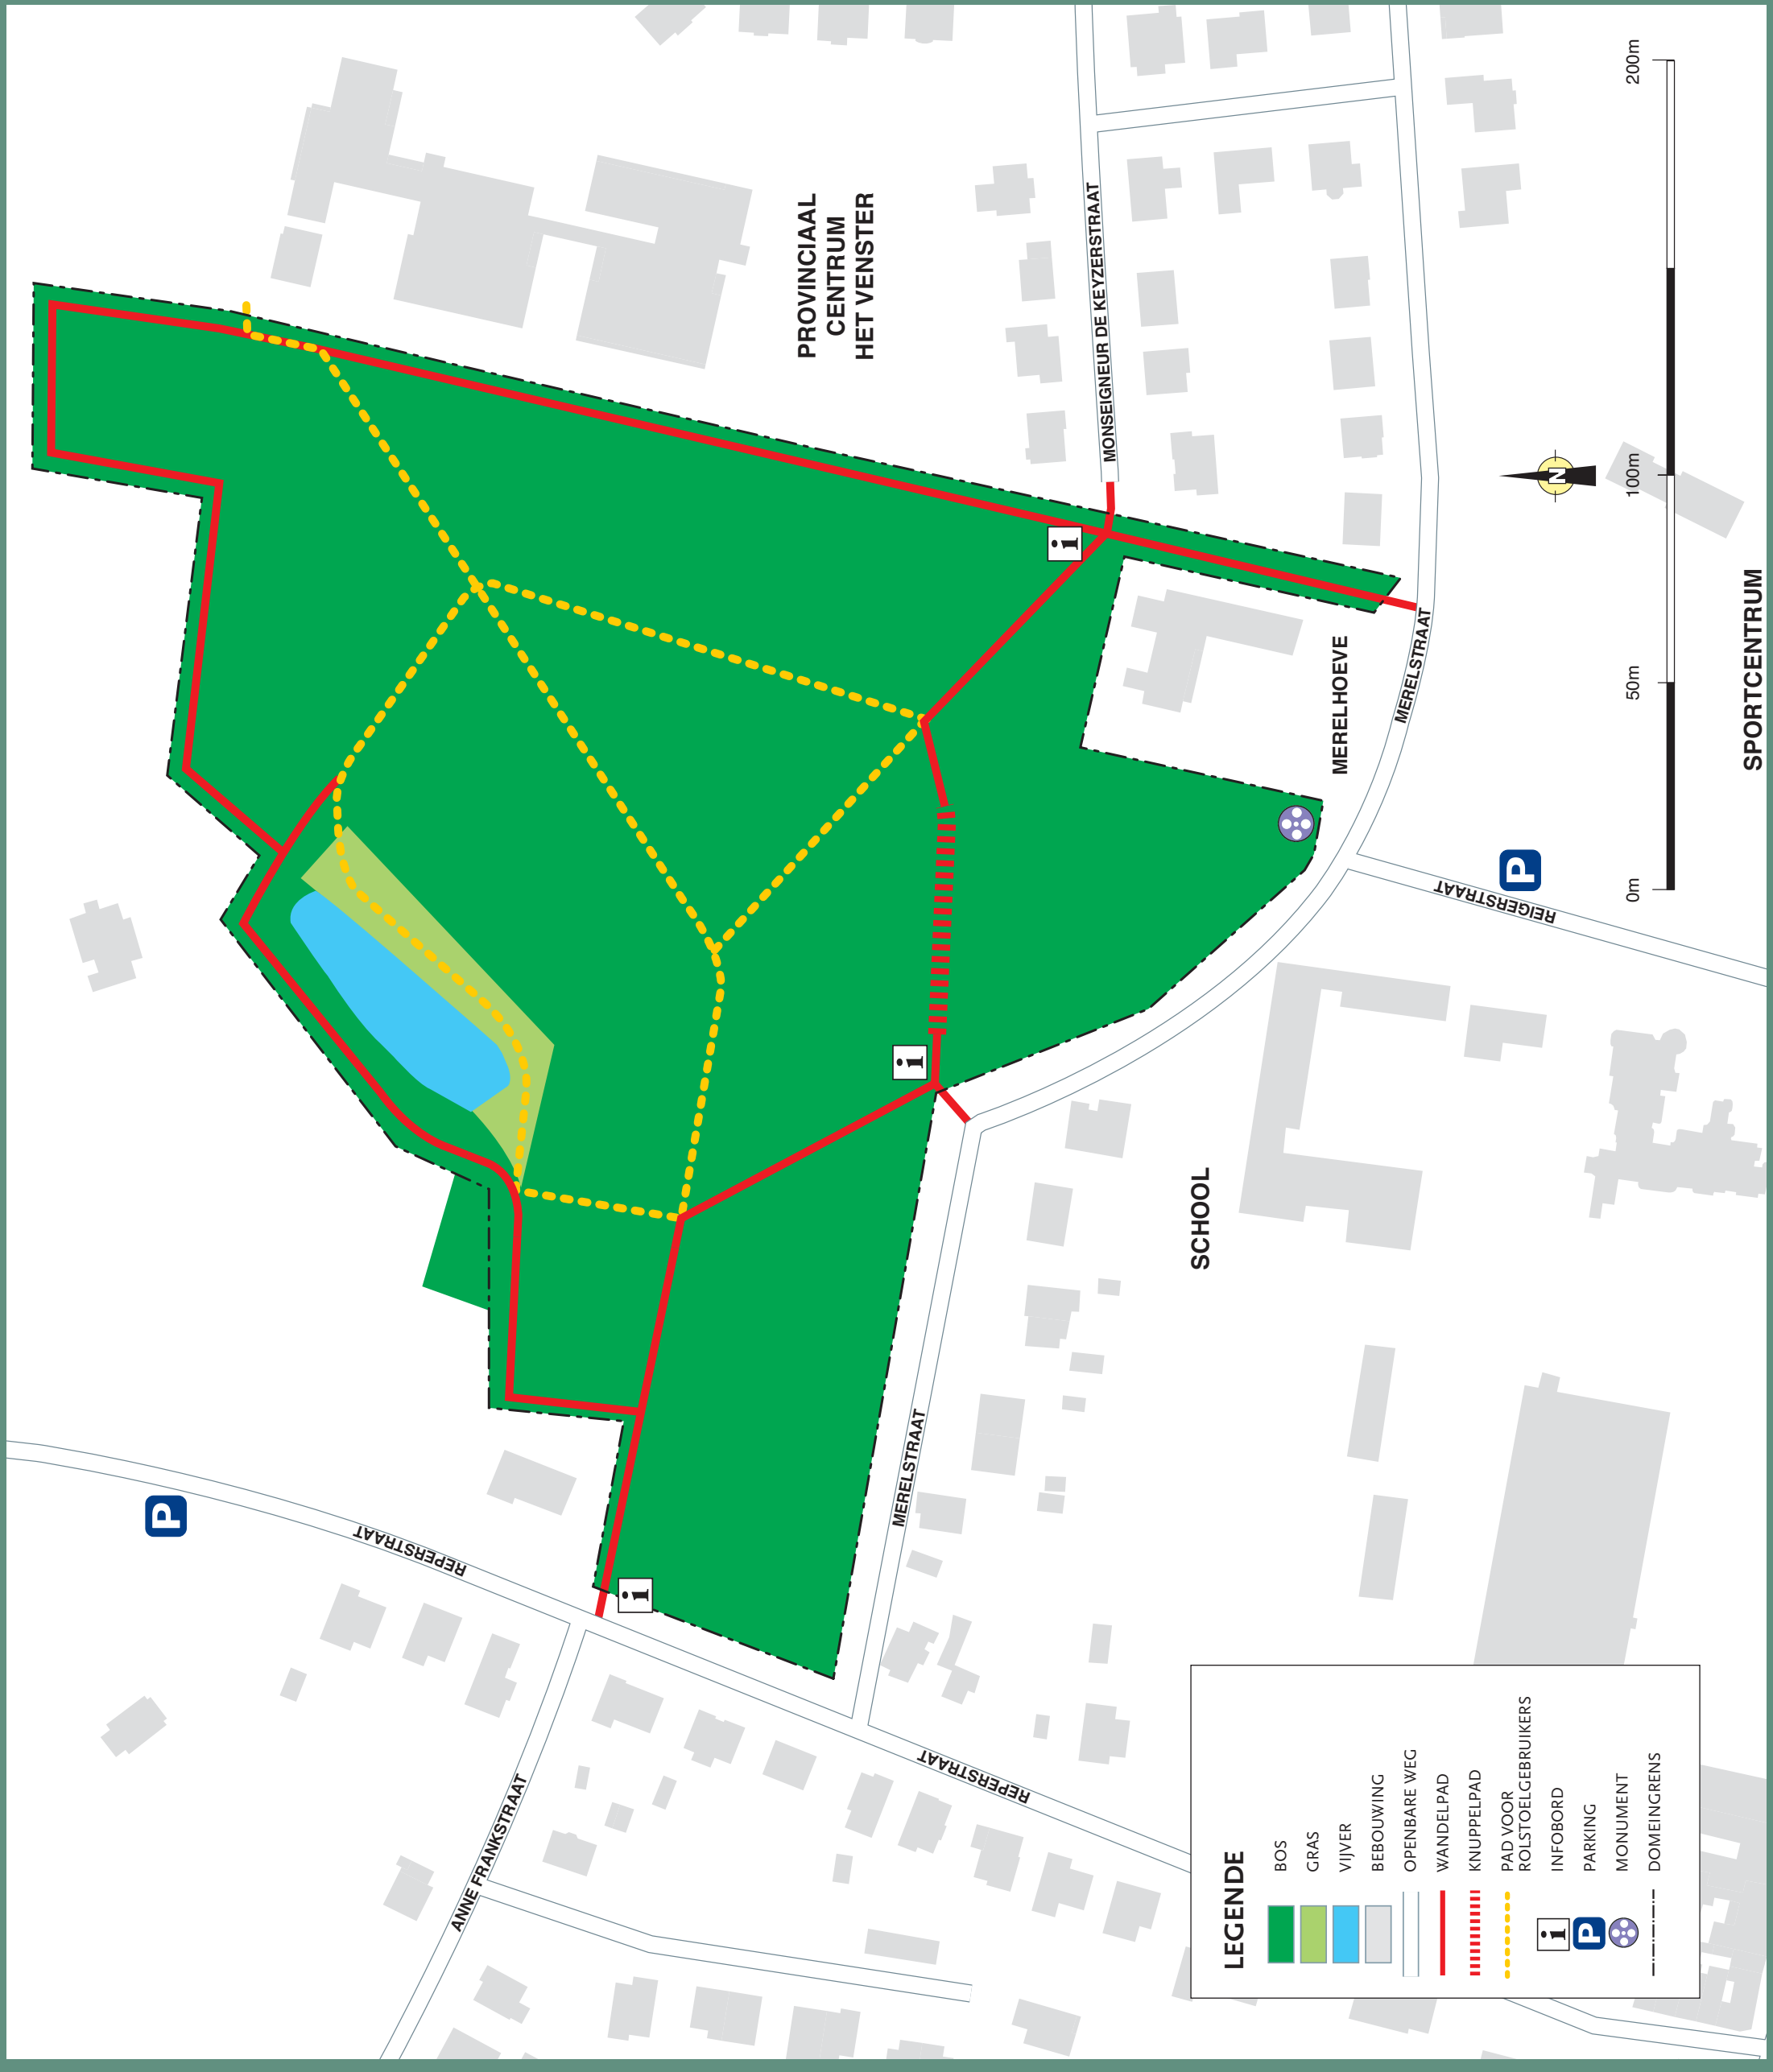 PROVINCIAAL
CENTRUM
HET VENSTER
MONSEIGNEUR DE KEYZERSTRAAT
MERELHOEVE
MERELSTRAAT
REIGERSTRAAT
SPORTCENTRUM
SCHOOL
MERELSTRAAT
REPERSTRAAT
REPERSTRAAT
ANNE FRANKSTRAAT
P
P
i
i
i
N
0m
50m
100m
200m
LEGENDE
BOS
GRAS
VIJVER
BEBOUWING
OPENBARE WEG
WANDELPAD
KNUPPELPAD
PAD VOOR
ROLSTOELGEBRUIKERS
i INFOBORD
P PARKING
MONUMENT
DOMEINGRENS